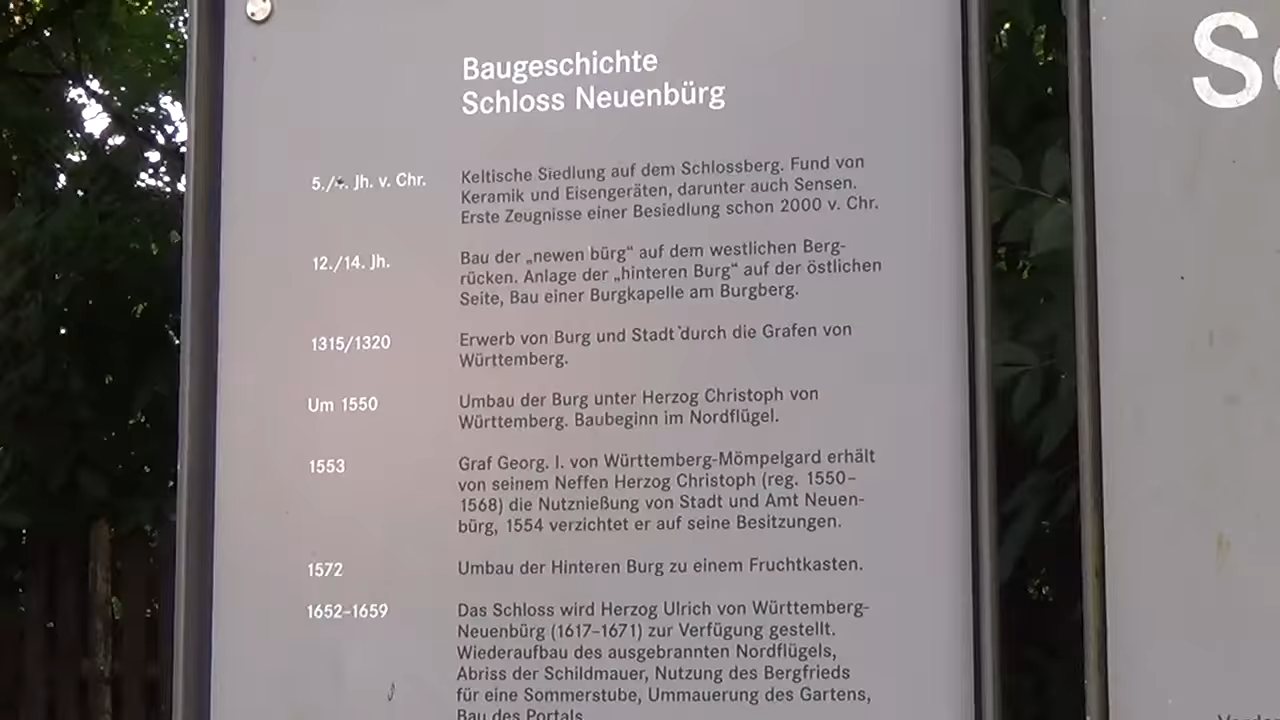 Baugeschichte
Schloss Neuenbürg
5./4. Jh. v. Chr.
Keltische Siedlung auf dem Schlossberg. Fund von
Keramik und Eisengeräten, darunter auch Sensen.
Erste Zeugnisse einer Besiedlung schon 2000 v. Chr.
12./14. Jh.
Bau der „newen bürg“ auf dem westlichen Berg-
rücken. Anlage der „hinteren Burg“ auf der östlichen
Seite, Bau einer Burgkapelle am Burgberg.
1315/1320
Erwerb von Burg und Stadt durch die Grafen von
Württemberg.
Um 1550
Umbau der Burg unter Herzog Christoph von
Württemberg. Baubeginn im Nordflügel.
1553
Graf Georg. I. von Württemberg-Mömpelgard erhält
von seinem Neffen Herzog Christoph (reg. 1550–
1568) die Nutznießung von Stadt und Amt Neuen-
bürg, 1554 verzichtet er auf seine Besitzungen.
1572
Umbau der Hinteren Burg zu einem Fruchtkasten.
1652–1659
Das Schloss wird Herzog Ulrich von Württemberg-
Neuenbürg (1617–1671) zur Verfügung gestellt.
Wiederaufbau des ausgebrannten Nordflügels,
Abriss der Schildmauer, Nutzung des Bergfrieds
für eine Sommerstube, Ummauerung des Gartens,
Bau des Portals